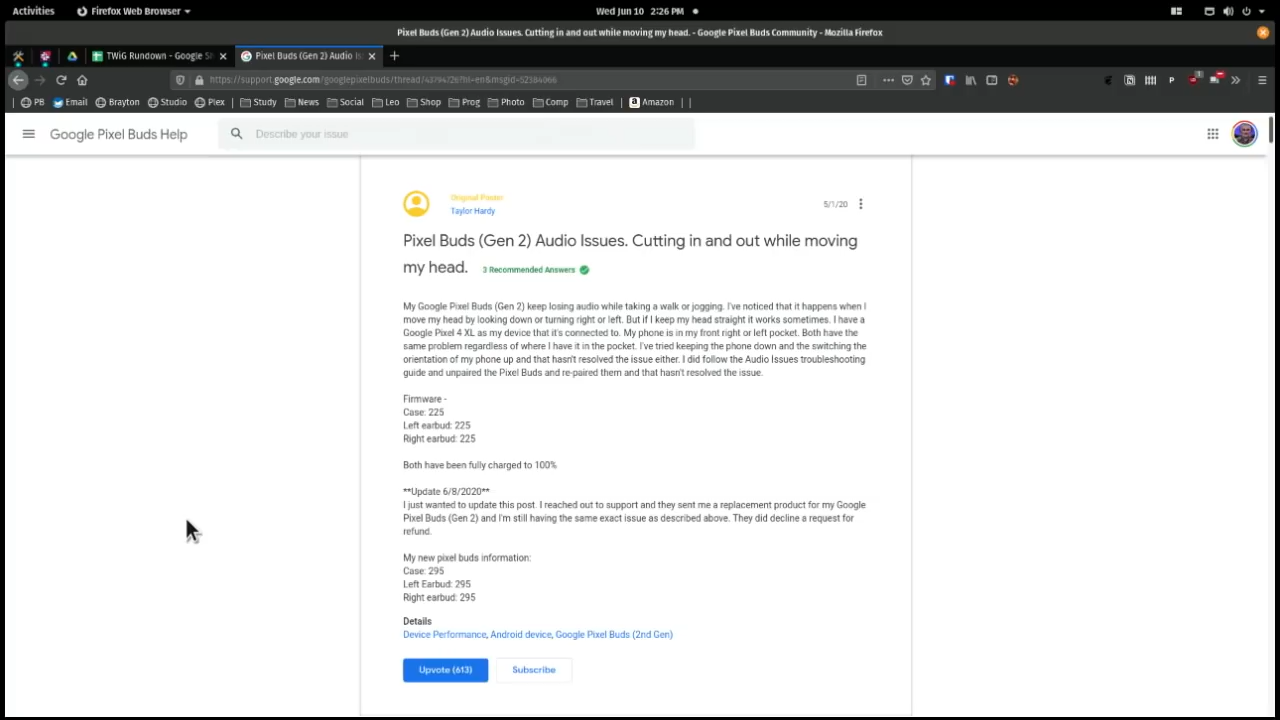 Activities
Firefox Web Browser
Wed Jun 10 2:26 PM
Pixel Buds (Gen 2) Audio Issues. Cutting in and out while moving my head. - Google Pixel Buds Community - Mozilla Firefox
TWiG Rundown - Google Sh
Pixel Buds (Gen 2) Audio Is
https://support.google.com/googlepixelbuds/thread/43794726?hl=en&msgid=52384066
PB Email Brayton Studio Plex Study News Social Leo Shop Prog Photo Comp Travel Amazon
Google Pixel Buds Help
Describe your issue
Original Poster
Taylor Hardy
5/1/20
Pixel Buds (Gen 2) Audio Issues. Cutting in and out while moving
my head. 3 Recommended Answers
My Google Pixel Buds (Gen 2) keep losing audio while taking a walk or jogging. I've noticed that it happens when I
move my head by looking down or turning right or left. But if I keep my head straight it works sometimes. I have a
Google Pixel 4 XL as my device that it's connected to. My phone is in my front right or left pocket. Both have the
same problem regardless of where I have it in the pocket. I've tried keeping the phone down and the switching the
orientation of my phone up and that hasn't resolved the issue either. I did follow the Audio Issues troubleshooting
guide and unpaired the Pixel Buds and re-paired them and that hasn't resolved the issue.
Firmware -
Case: 225
Left earbud: 225
Right earbud: 225
Both have been fully charged to 100%
**Update 6/8/2020**
I just wanted to update this post. I reached out to support and they sent me a replacement product for my Google
Pixel Buds (Gen 2) and I'm still having the same exact issue as described above. They did decline a request for
refund.
My new pixel buds information:
Case: 295
Left Earbud: 295
Right earbud: 295
Details
Device Performance, Android device, Google Pixel Buds (2nd Gen)
Upvote (613)
Subscribe